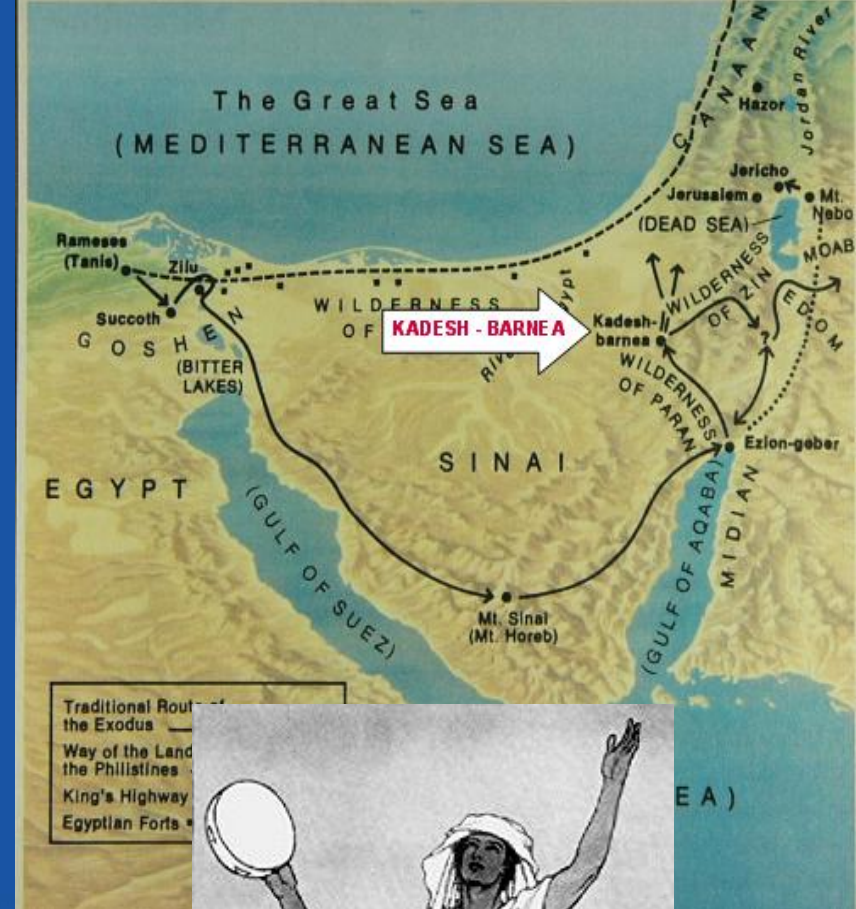 The Great Sea
(MEDITERRANEAN SEA)
CANAAN
Jordan River
Hazor
Jericho
Jerusalem
Mt.
Nebo
(DEAD SEA)
MOAB
Rameses
(Tanis)
Zilu
Succoth
GOSHEN
(BITTER
LAKES)
WILDERNESS
OF
KADESH - BARNEA
Kadesh-
barnea
WILDERNESS
OF ZIN
EDOM
?
WILDERNESS
OF PARAN
Ezion-geber
SINAI
EGYPT
(GULF OF SUEZ)
(GULF OF AQABA)
MIDIAN
Mt. Sinai
(Mt. Horeb)
Traditional Route of
the Exodus
Way of the Land
the Philistines
King's Highway
Egyptian Forts
EA)